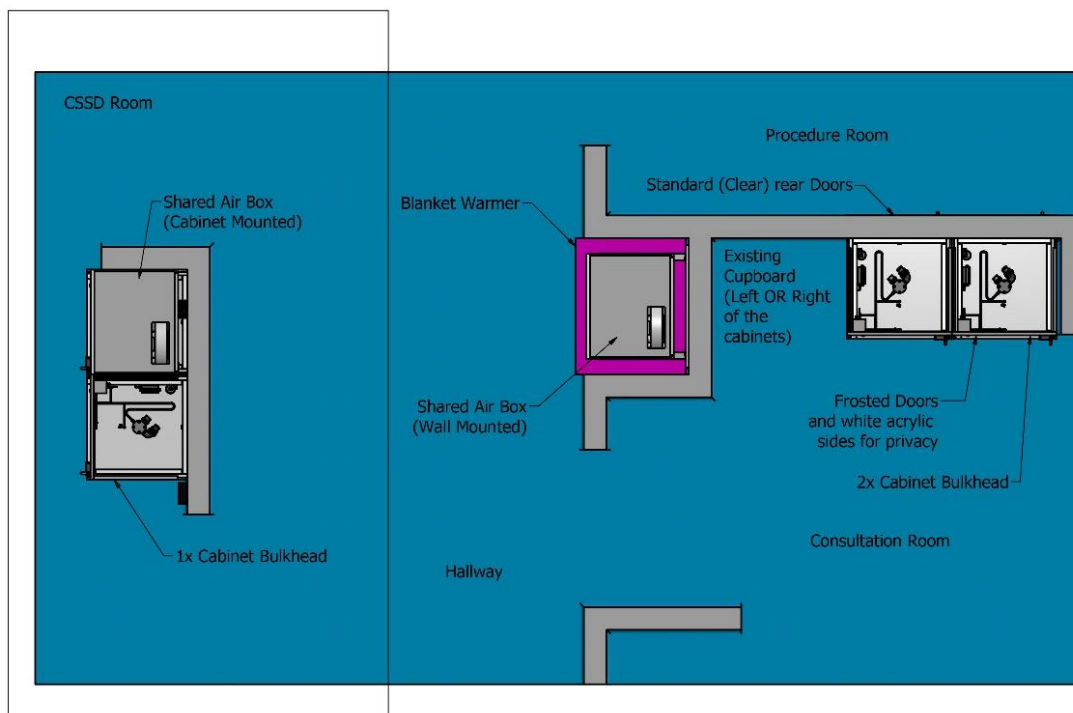 CSSD Room
Procedure Room
Shared Air Box
(Cabinet Mounted)
Blanket Warmer
Standard (Clear) rear Doors
Existing
Cupboard
(Left OR Right
of the
cabinets)
Shared Air Box
(Wall Mounted)
Frosted Doors
and white acrylic
sides for privacy
2x Cabinet Bulkhead
1x Cabinet Bulkhead
Consultation Room
Hallway